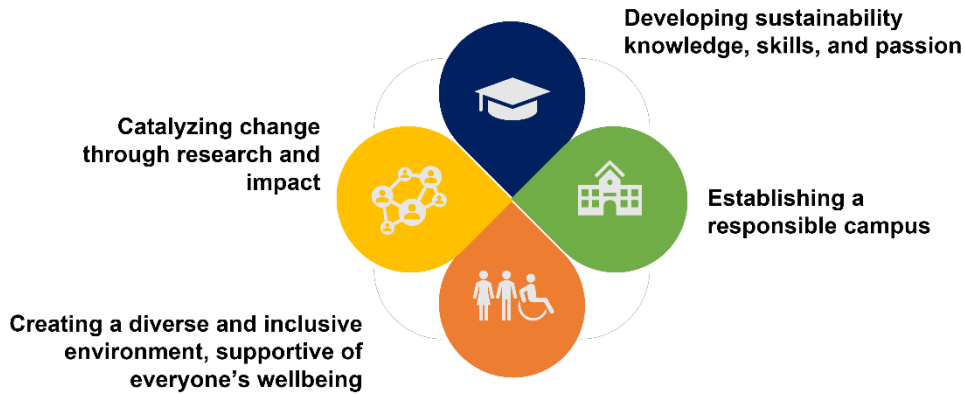 Developing sustainability
knowledge, skills, and passion
Catalyzing change
through research and
impact
Establishing a
responsible campus
Creating a diverse and inclusive
environment, supportive of
everyone’s wellbeing